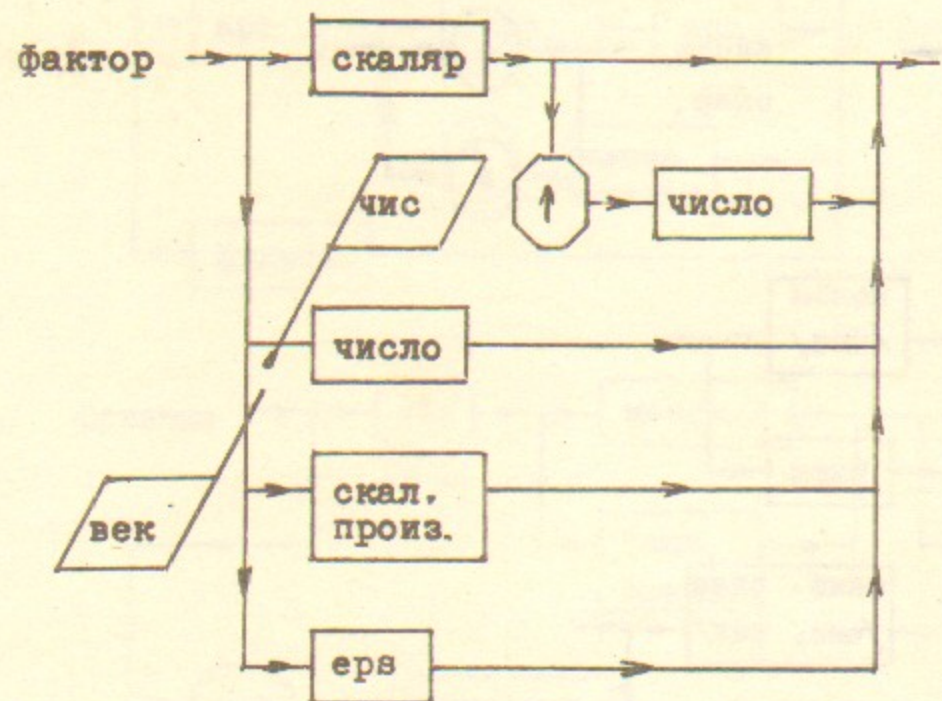 фактор
скаляр
чис
↑
число
число
скал.
произ.
век
eps